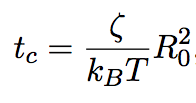 t_c = \frac{\zeta}{k_B T} R_0^2.